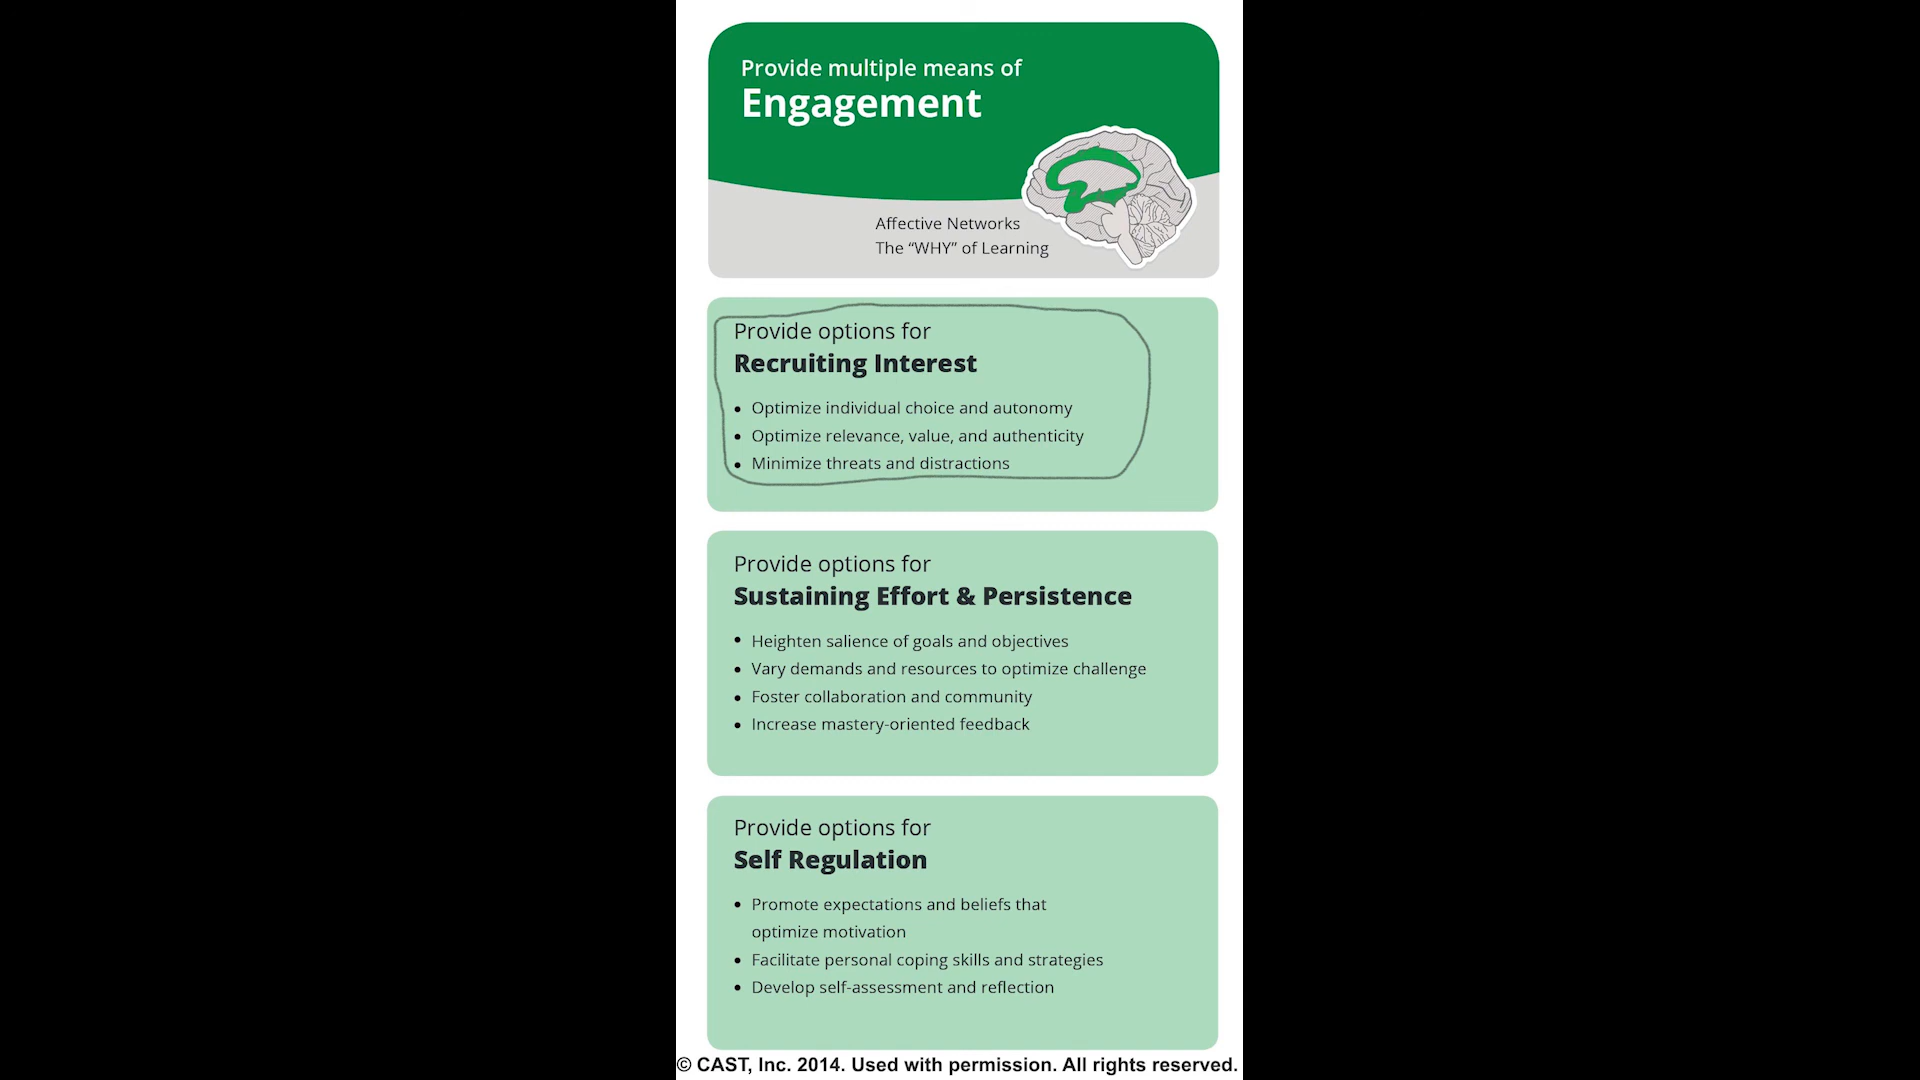 Provide multiple means of
Engagement
Affective Networks
The “WHY” of Learning
Provide options for
Recruiting Interest
• Optimize individual choice and autonomy
• Optimize relevance, value, and authenticity
• Minimize threats and distractions
Provide options for
Sustaining Effort & Persistence
• Heighten salience of goals and objectives
• Vary demands and resources to optimize challenge
• Foster collaboration and community
• Increase mastery-oriented feedback
Provide options for
Self Regulation
• Promote expectations and beliefs that
optimize motivation
• Facilitate personal coping skills and strategies
• Develop self-assessment and reflection
© CAST, Inc. 2014. Used with permission. All rights reserved.